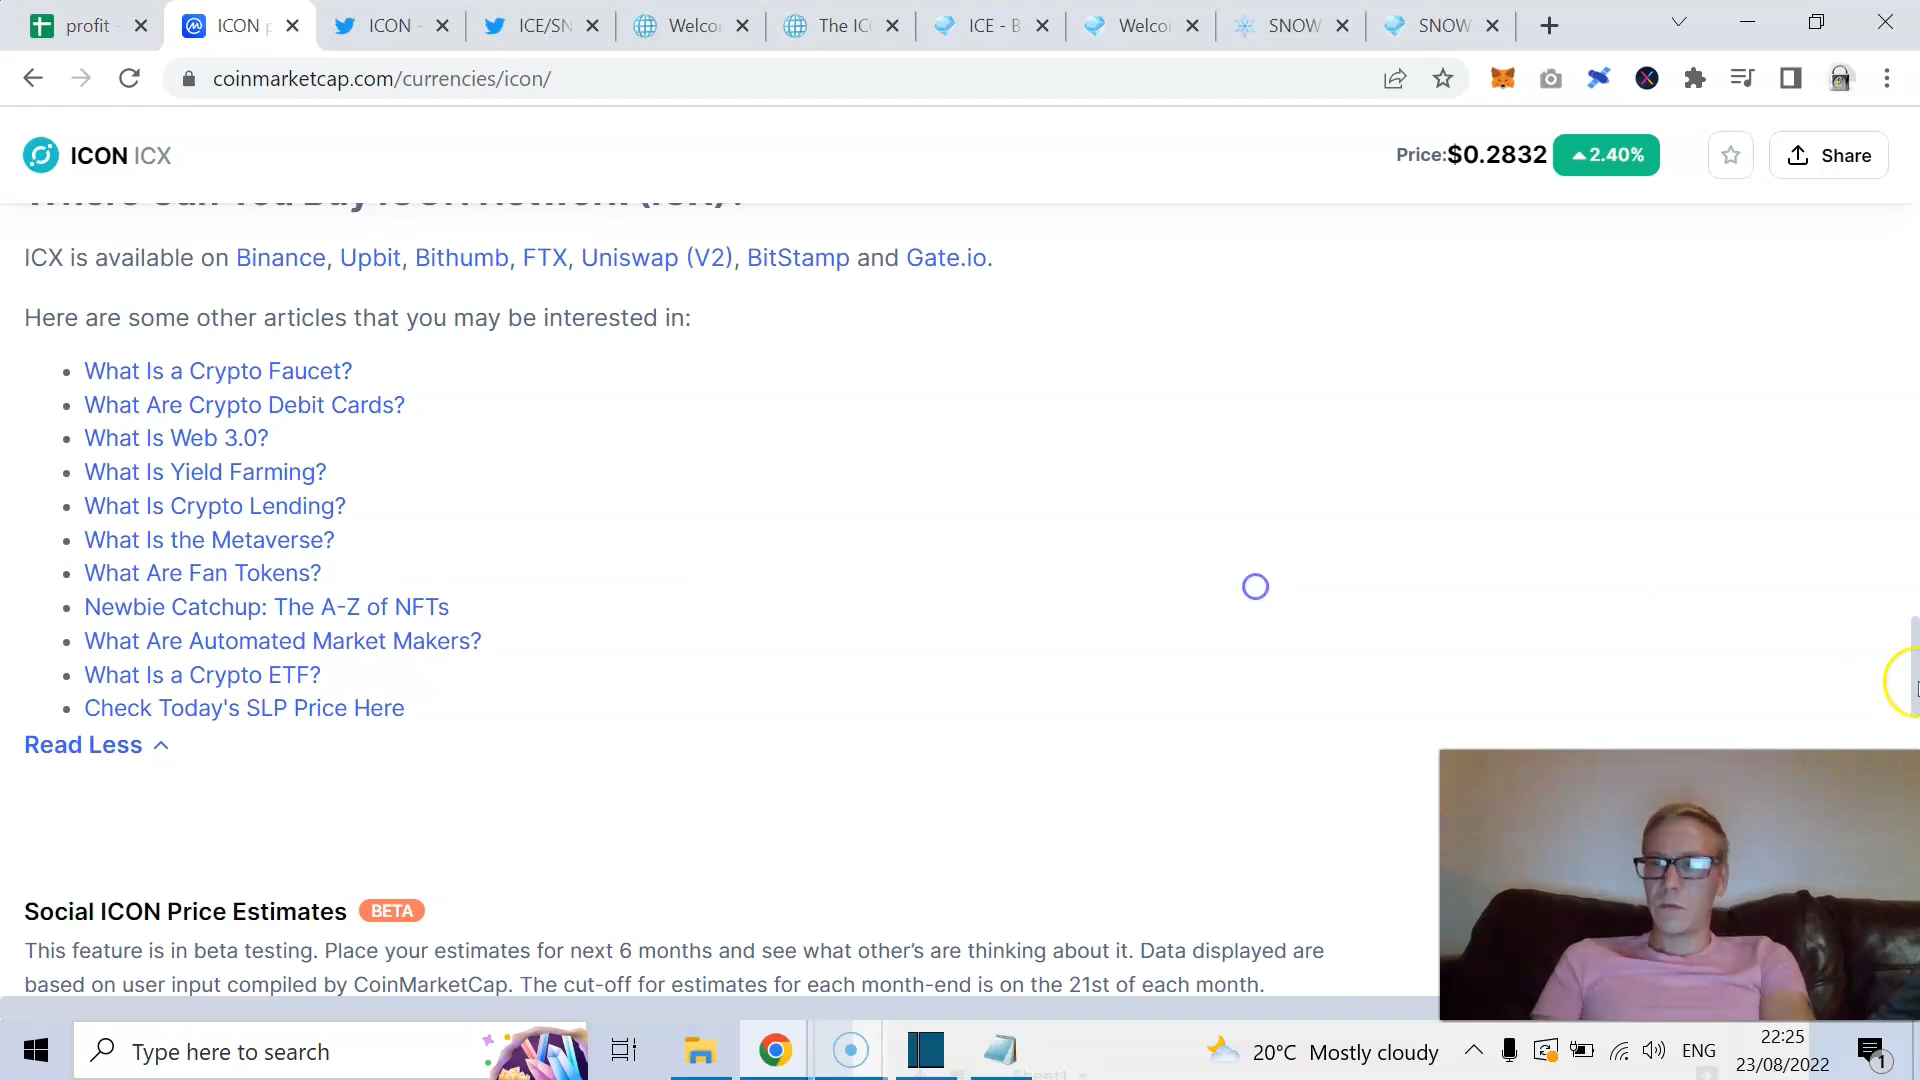 profit -
ICON p
ICON -
ICE/SN
Welcor
The IC
ICE - B
Welcor
SNOW
SNOW
coinmarketcap.com/currencies/icon/
ICON ICX
Price:$0.2832
2.40%
Share
ICX is available on Binance, Upbit, Bithumb, FTX, Uniswap (V2), BitStamp and Gate.io.
Here are some other articles that you may be interested in:
What Is a Crypto Faucet?
What Are Crypto Debit Cards?
What Is Web 3.0?
What Is Yield Farming?
What Is Crypto Lending?
What Is the Metaverse?
What Are Fan Tokens?
Newbie Catchup: The A-Z of NFTs
What Are Automated Market Makers?
What Is a Crypto ETF?
Check Today's SLP Price Here
Read Less
Social ICON Price Estimates BETA
This feature is in beta testing. Place your estimates for next 6 months and see what other's are thinking about it. Data displayed are
based on user input compiled by CoinMarketCap. The cut-off for estimates for each month-end is on the 21st of each month.
Type here to search
20°C Mostly cloudy
ENG
22:25
23/08/2022
1
Sheet1